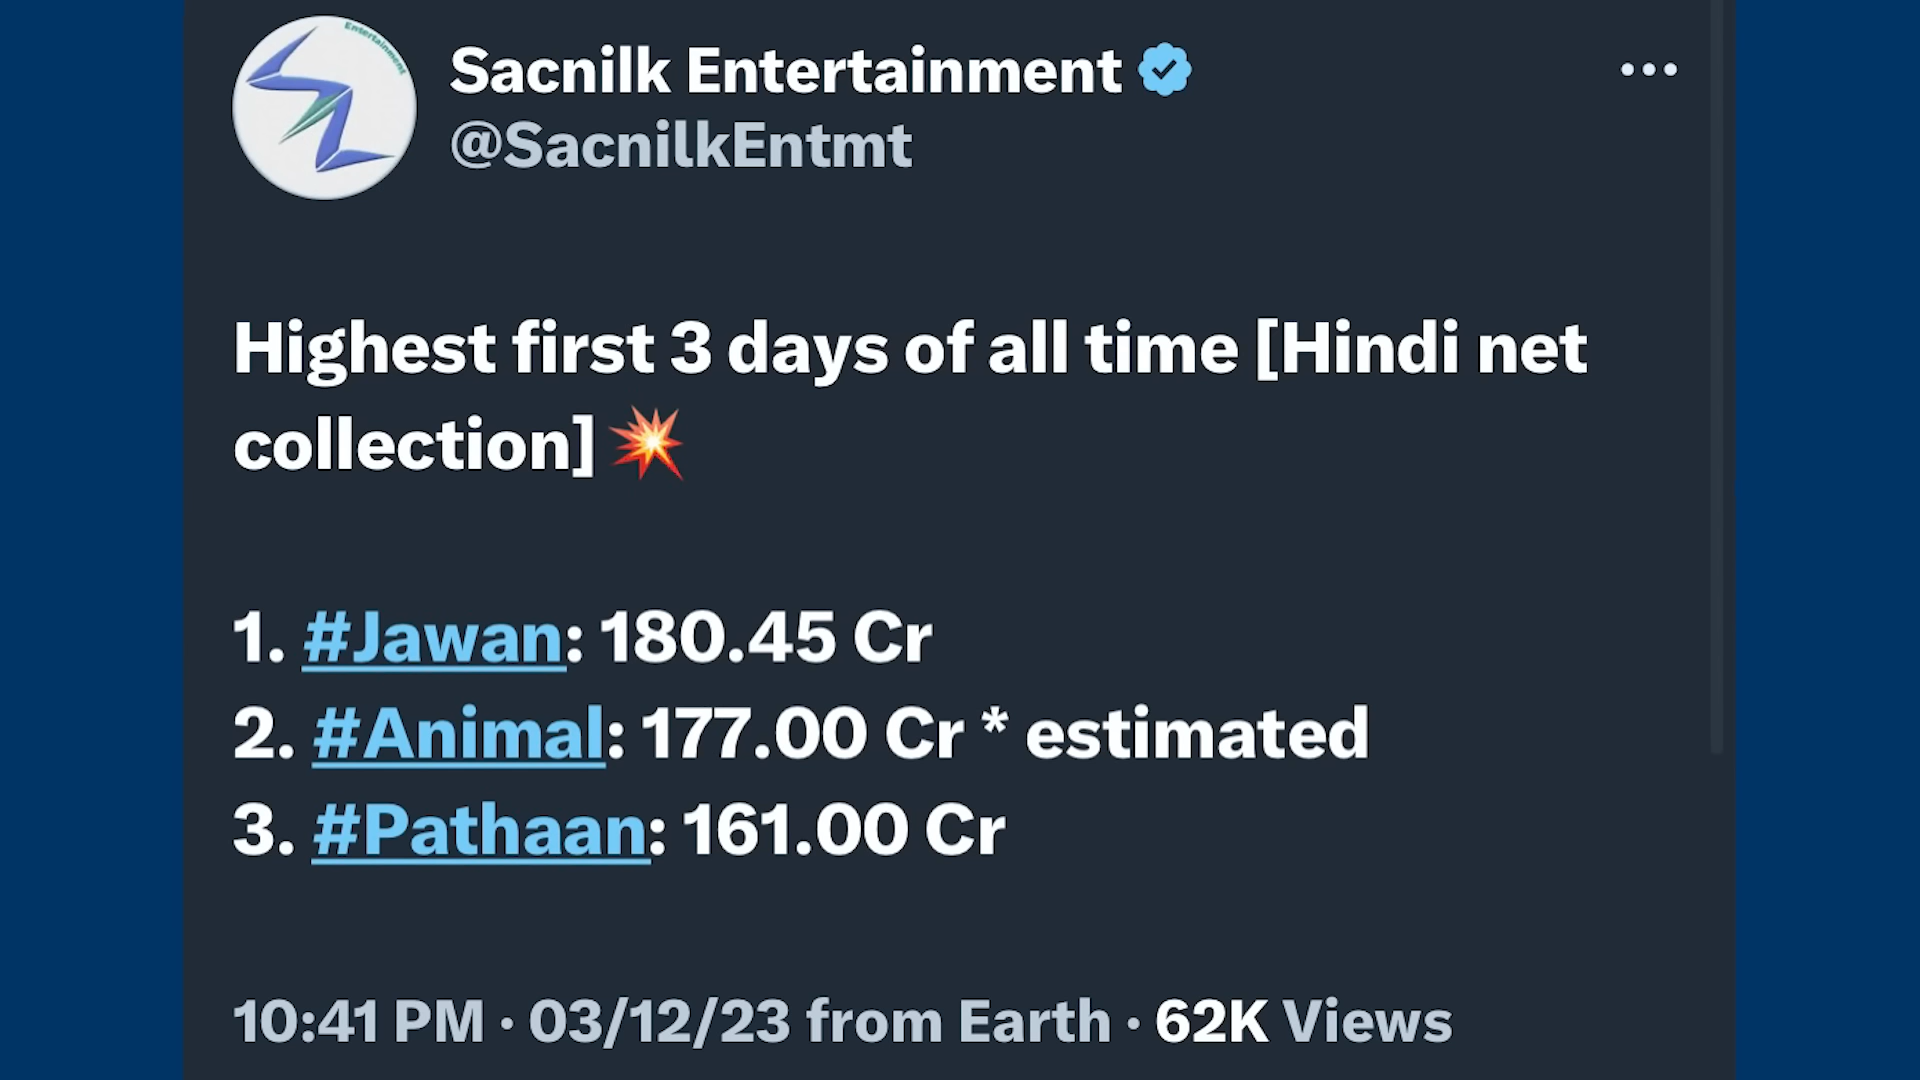 Entertainment
Sacnilk Entertainment
@SacnilkEntmt
Highest first 3 days of all time [Hindi net
collection] 💥
1. #Jawan: 180.45 Cr
2. #Animal: 177.00 Cr * estimated
3. #Pathaan: 161.00 Cr
10:41 PM · 03/12/23 from Earth · 62K Views